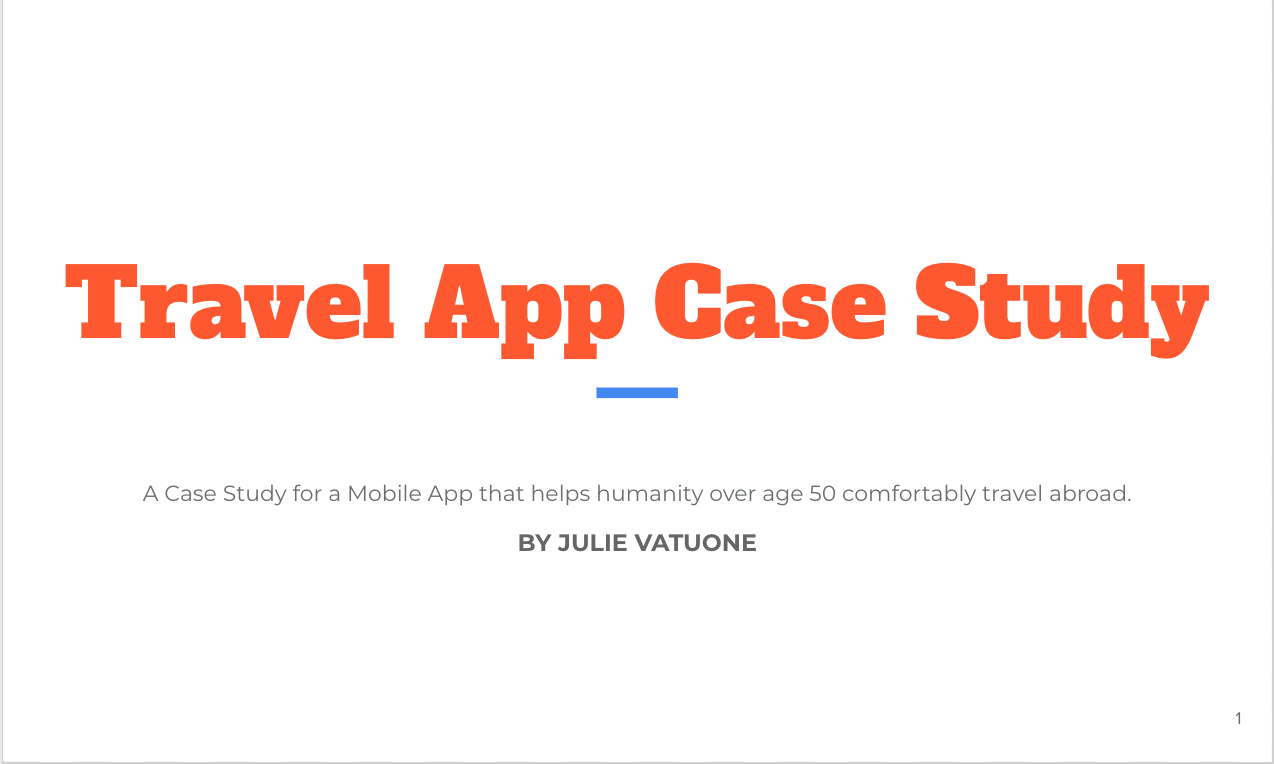 Travel App Case Study
A Case Study for a Mobile App that helps humanity over age 50 comfortably travel abroad.
BY JULIE VATUONE
1